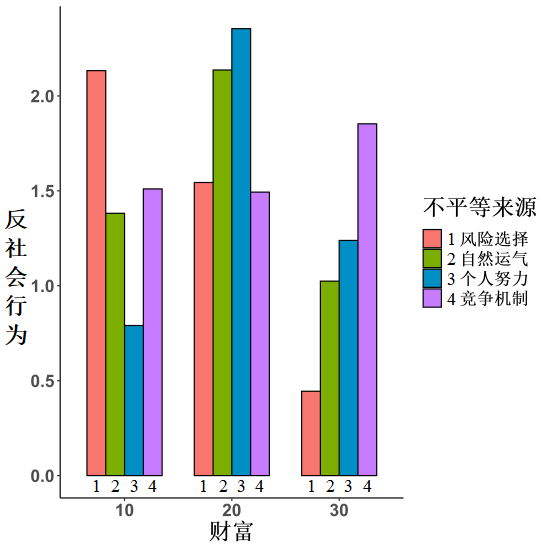 2.0
1.5
1.0
0.5
0.0
反社会行为
1 2 3 4
1 2 3 4
1 2 3 4
10 20 30
财富
不平等来源
1 风险选择
2 自然运气
3 个人努力
4 竞争机制